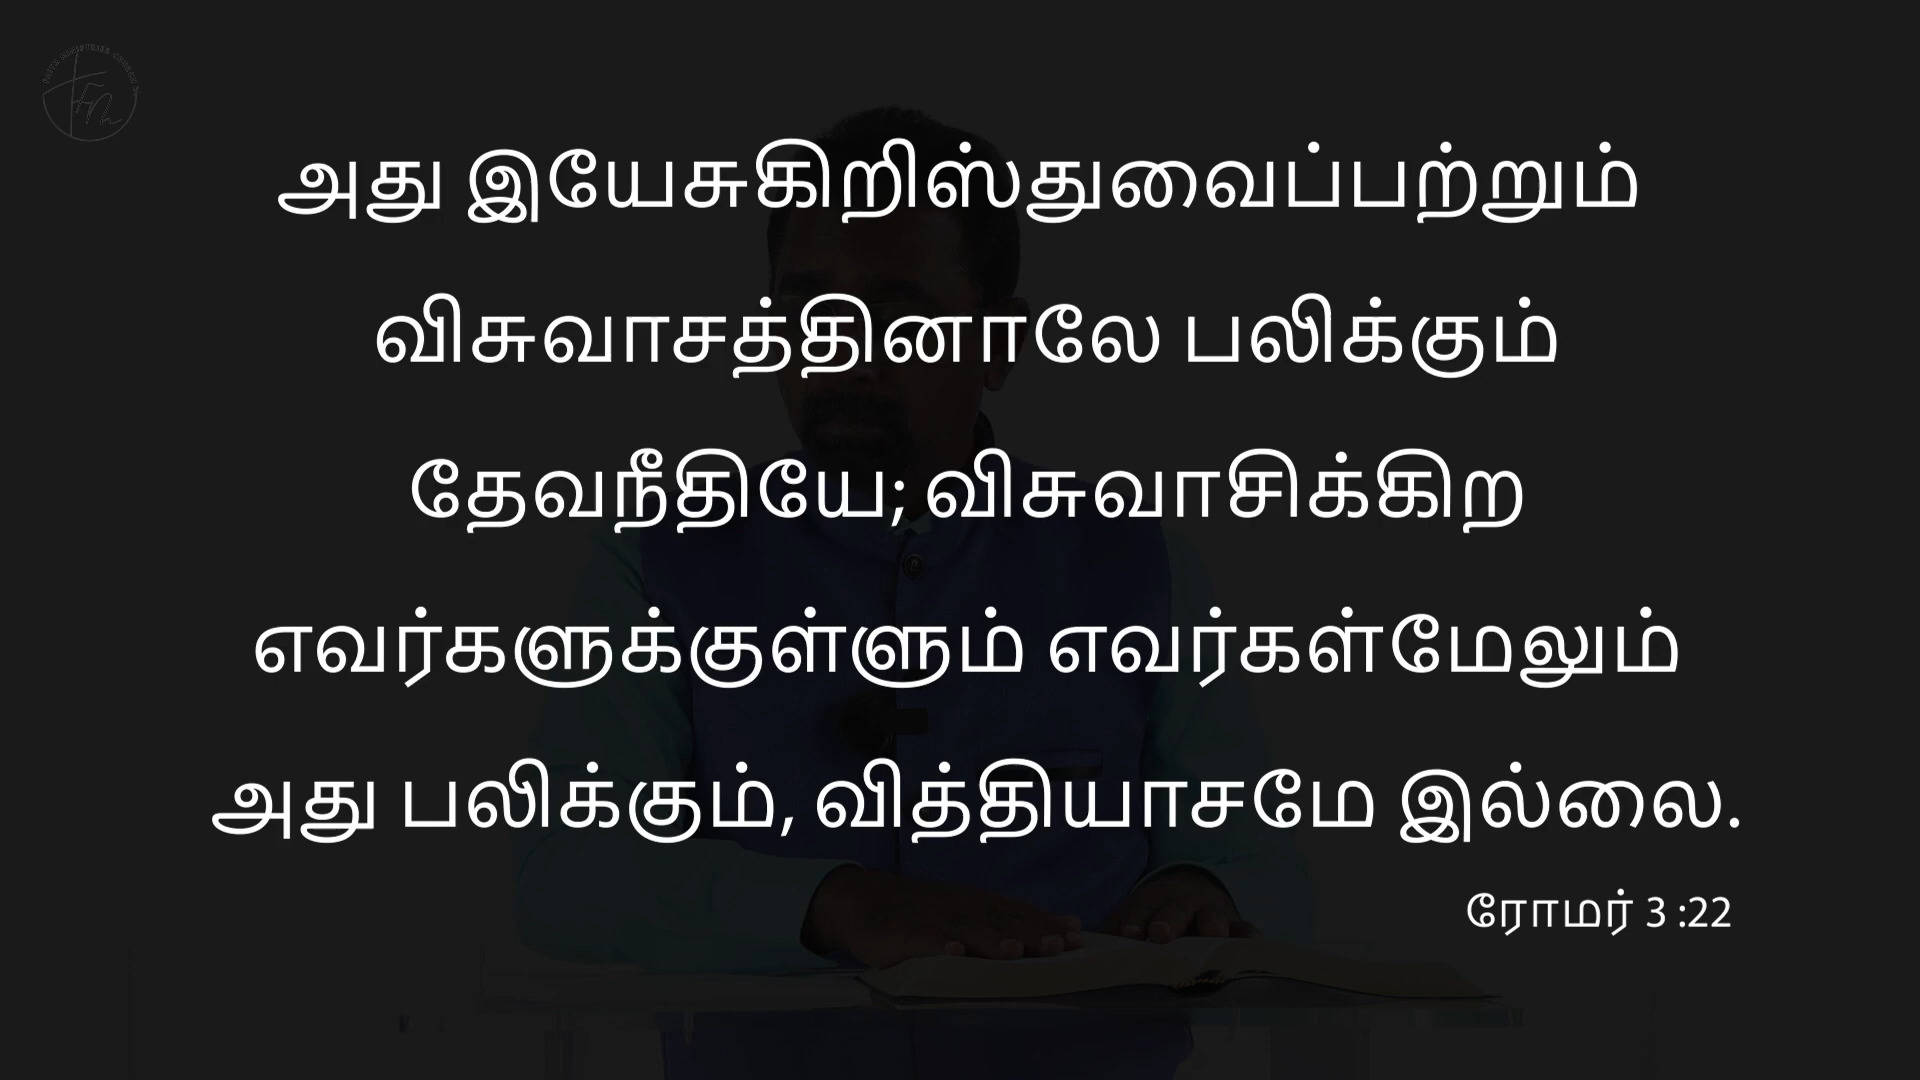 அது இயேசுகிறிஸ்துவைப்பற்றும்
விசுவாசத்தினாலே பலிக்கும்
தேவநீதியே; விசுவாசிக்கிற
எவர்களுக்குள்ளும் எவர்கள்மேலும்
அது பலிக்கும், வித்தியாசமே இல்லை.
ரோமர் 3 :22